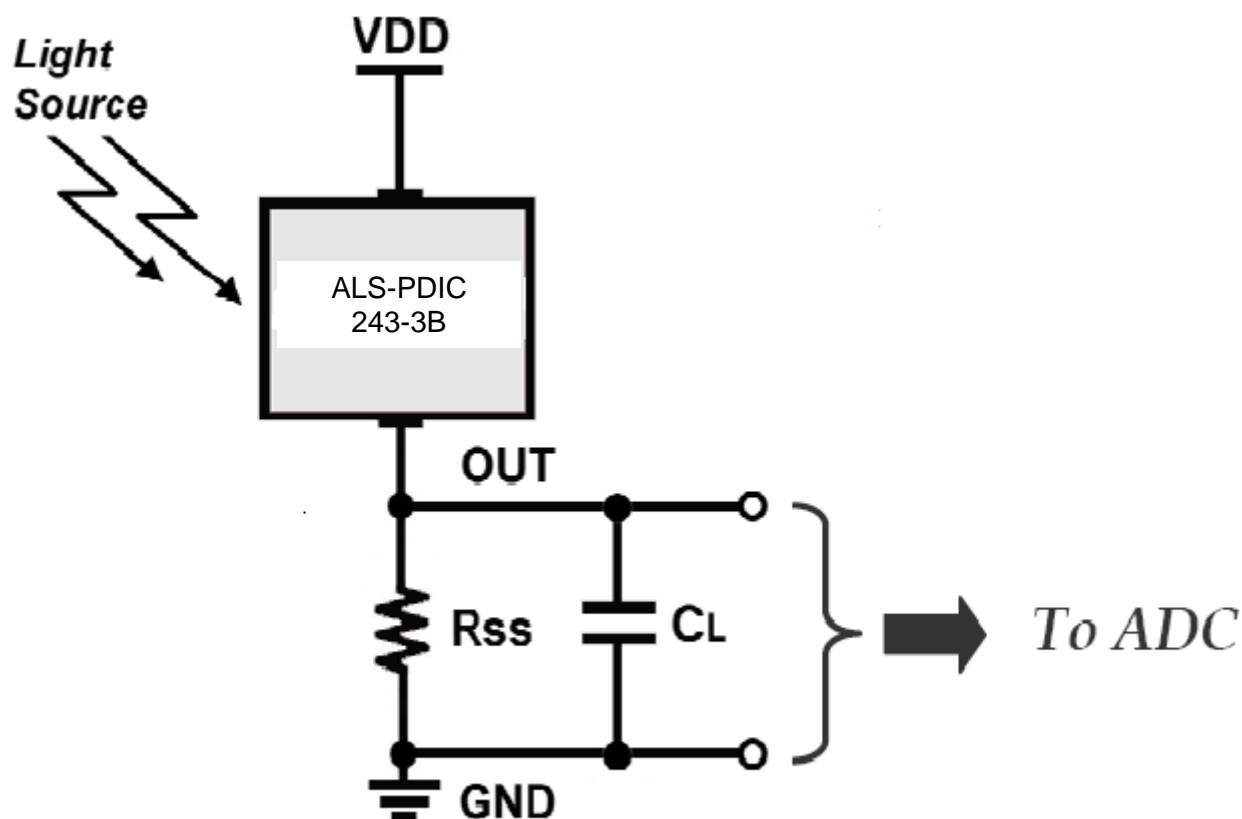 VDD
Light
Source
ALS-PDIC
243-3B
OUT
Rss
CL
To ADC
GND